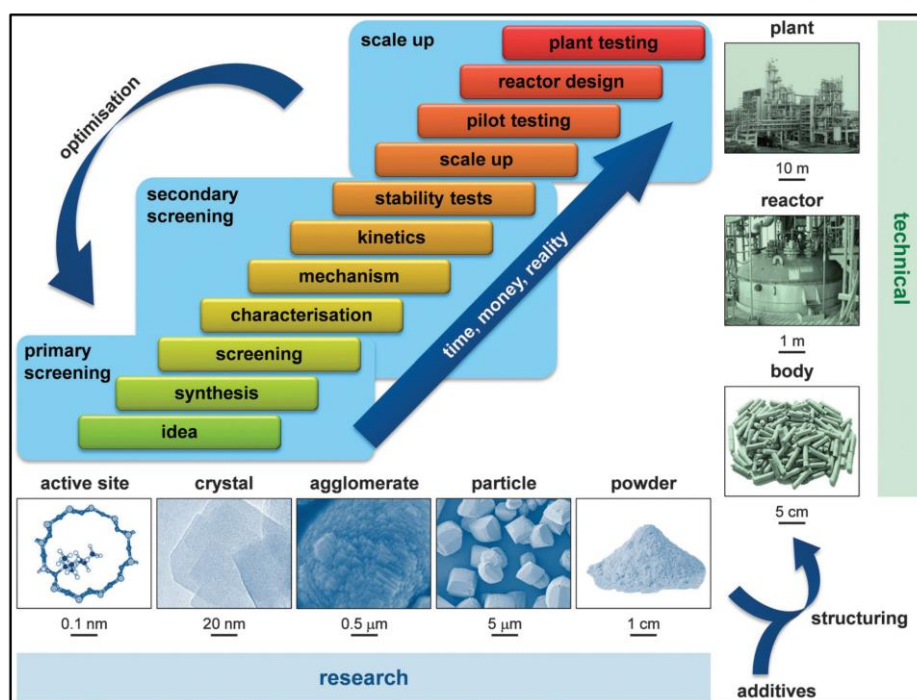 scale up
plant testing
reactor design
pilot testing
scale up
optimisation
secondary
screening
stability tests
kinetics
mechanism
characterisation
time, money, reality
primary
screening
screening
synthesis
idea
plant
10 m
reactor
1 m
body
5 cm
technical
active site
crystal
agglomerate
particle
powder
0.1 nm
20 nm
0.5 μm
5 μm
1 cm
structuring
additives
research